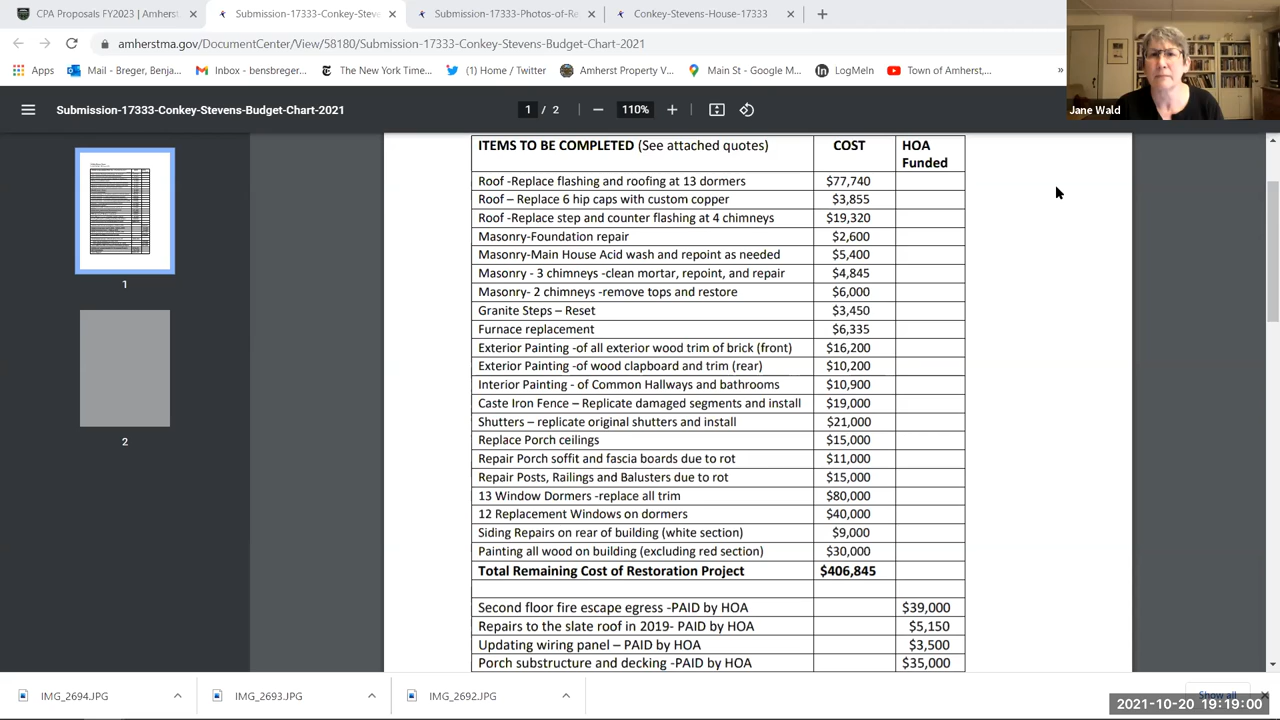 CPA Proposals FY2023 | Amherst
Submission-17333-Conkey-Steve
Submission-17333-Photos-of-Re
Conkey-Stevens-House-17333
amherstma.gov/DocumentCenter/View/58180/Submission-17333-Conkey-Stevens-Budget-Chart-2021
Apps
Mail - Breger, Benja...
Inbox - bensbreger...
The New York Time...
(1) Home / Twitter
Amherst Property V...
Main St - Google M...
LogMeIn
Town of Amherst,...
»
Jane Wald
Submission-17333-Conkey-Stevens-Budget-Chart-2021
1 / 2
110%
1
2
ITEMS TO BE COMPLETED (See attached quotes) COST HOA
Funded
Roof -Replace flashing and roofing at 13 dormers $77,740
Roof – Replace 6 hip caps with custom copper $3,855
Roof -Replace step and counter flashing at 4 chimneys $19,320
Masonry-Foundation repair $2,600
Masonry-Main House Acid wash and repoint as needed $5,400
Masonry - 3 chimneys -clean mortar, repoint, and repair $4,845
Masonry- 2 chimneys -remove tops and restore $6,000
Granite Steps – Reset $3,450
Furnace replacement $6,335
Exterior Painting -of all exterior wood trim of brick (front) $16,200
Exterior Painting -of wood clapboard and trim (rear) $10,200
Interior Painting - of Common Hallways and bathrooms $10,900
Caste Iron Fence – Replicate damaged segments and install $19,000
Shutters – replicate original shutters and install $21,000
Replace Porch ceilings $15,000
Repair Porch soffit and fascia boards due to rot $11,000
Repair Posts, Railings and Balusters due to rot $15,000
13 Window Dormers -replace all trim $80,000
12 Replacement Windows on dormers $40,000
Siding Repairs on rear of building (white section) $9,000
Painting all wood on building (excluding red section) $30,000
Total Remaining Cost of Restoration Project $406,845
Second floor fire escape egress -PAID by HOA $39,000
Repairs to the slate roof in 2019- PAID by HOA $5,150
Updating wiring panel – PAID by HOA $3,500
Porch substructure and decking -PAID by HOA $35,000
IMG_2694.JPG
IMG_2693.JPG
IMG_2692.JPG
Show all
2021-10-20 19:19:00